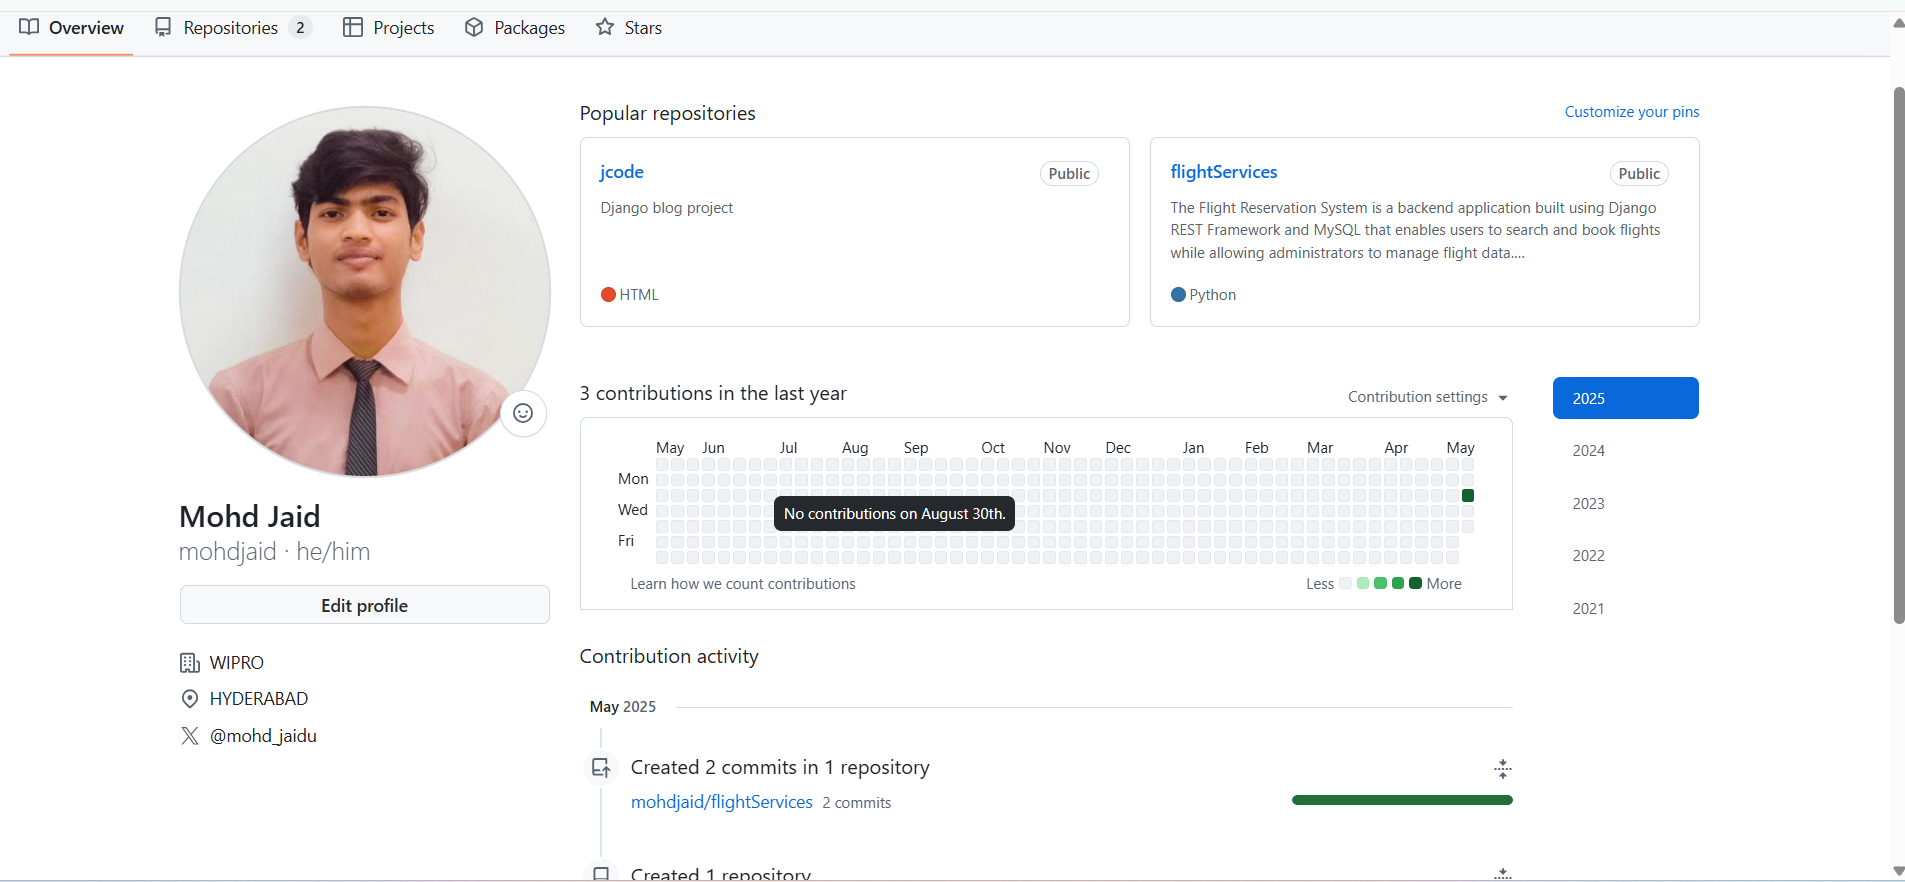 Overview Repositories 2 Projects Packages Stars
Popular repositories
Customize your pins
jcode
Public
Django blog project
HTML
flightServices
Public
The Flight Reservation System is a backend application built using Django
REST Framework and MySQL that enables users to search and book flights
while allowing administrators to manage flight data....
Python
Mohd Jaid
mohdjaid · he/him
Edit profile
WIPRO
HYDERABAD
@mohd_jaidu
3 contributions in the last year
Contribution settings
May Jun Jul Aug Sep Oct Nov Dec Jan Feb Mar Apr May
Mon
Wed
Fri
No contributions on August 30th.
Learn how we count contributions
Less More
2025
2024
2023
2022
2021
Contribution activity
May 2025
Created 2 commits in 1 repository
mohdjaid/flightServices 2 commits
Created 1 repository